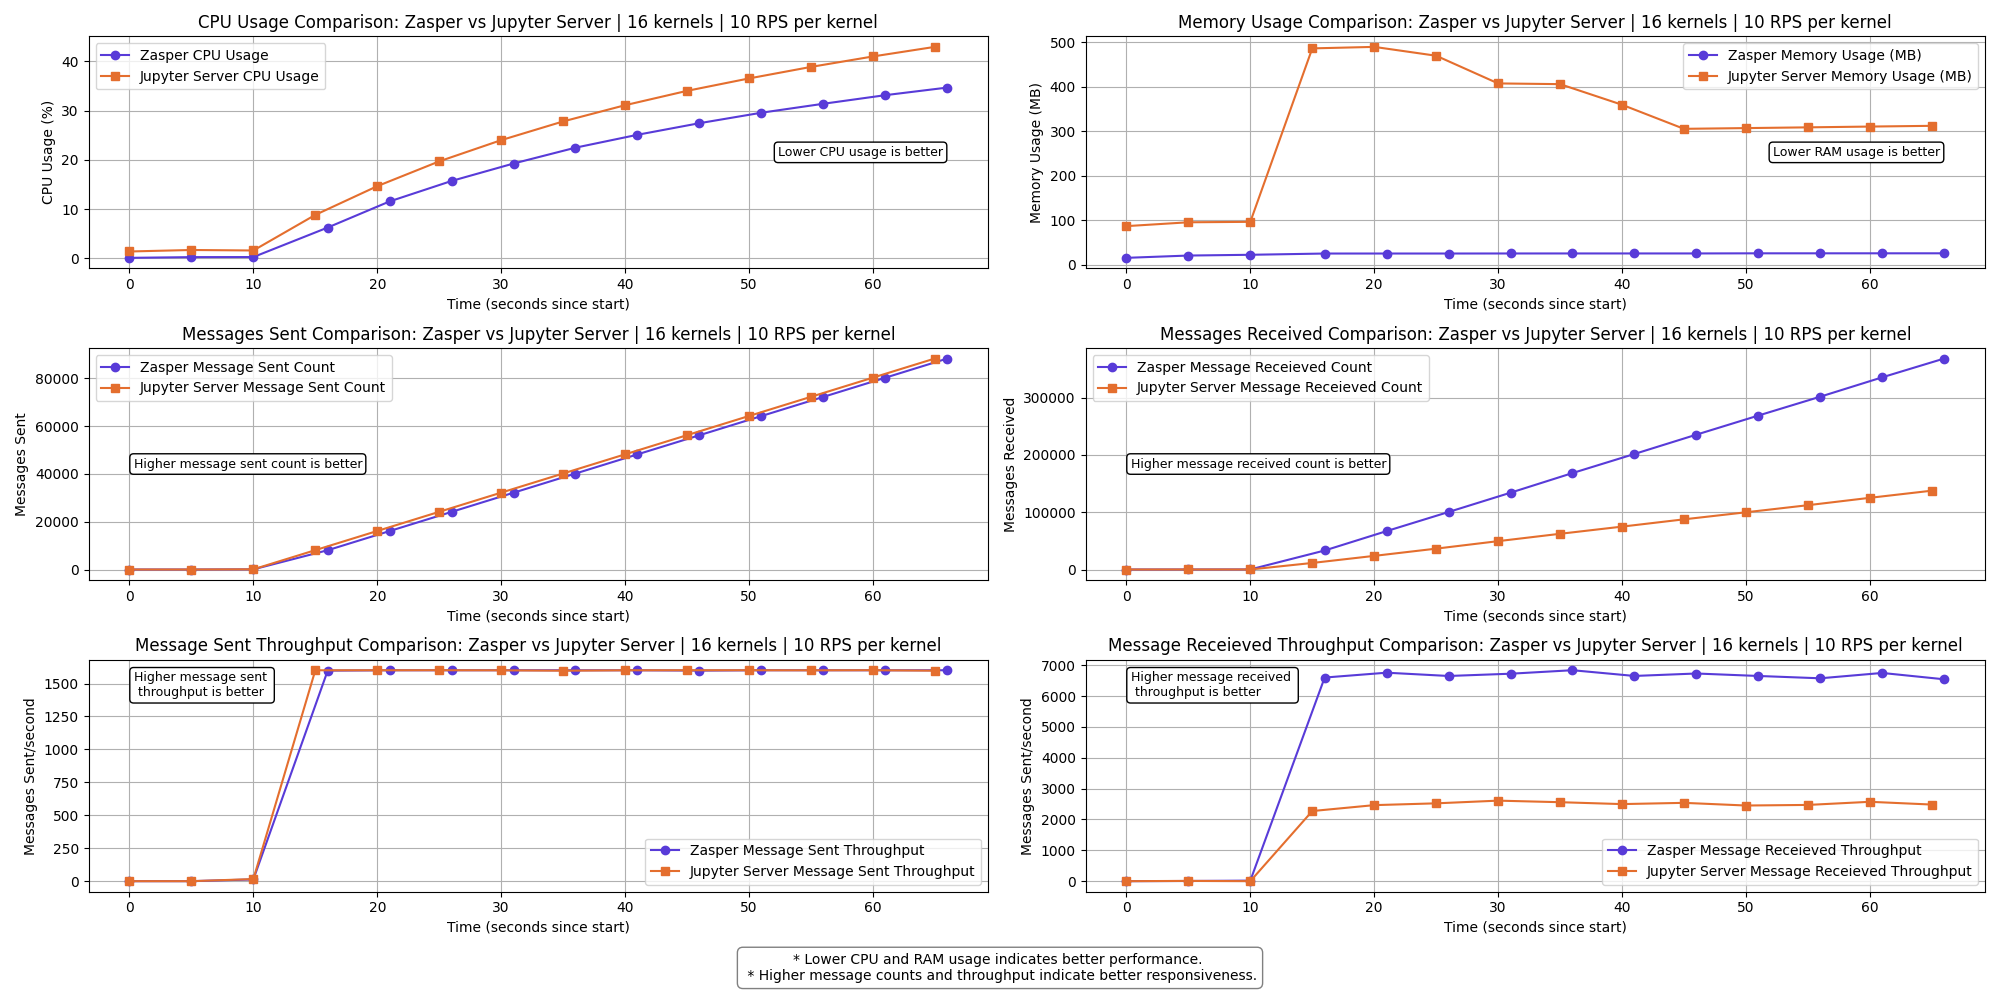 CPU Usage Comparison: Zasper vs Jupyter Server | 16 kernels | 10 RPS per kernel
Zasper CPU Usage
Jupyter Server CPU Usage
Lower CPU usage is better
CPU Usage (%)
40
30
20
10
0
0 10 20 30 40 50 60
Time (seconds since start)
Memory Usage Comparison: Zasper vs Jupyter Server | 16 kernels | 10 RPS per kernel
Zasper Memory Usage (MB)
Jupyter Server Memory Usage (MB)
Lower RAM usage is better
Memory Usage (MB)
500
400
300
200
100
0
0 10 20 30 40 50 60
Time (seconds since start)
Messages Sent Comparison: Zasper vs Jupyter Server | 16 kernels | 10 RPS per kernel
Zasper Message Sent Count
Jupyter Server Message Sent Count
Higher message sent count is better
Messages Sent
80000
60000
40000
20000
0
0 10 20 30 40 50 60
Time (seconds since start)
Messages Received Comparison: Zasper vs Jupyter Server | 16 kernels | 10 RPS per kernel
Zasper Message Receieved Count
Jupyter Server Message Receieved Count
Higher message received count is better
Messages Received
300000
200000
100000
0
0 10 20 30 40 50 60
Time (seconds since start)
Message Sent Throughput Comparison: Zasper vs Jupyter Server | 16 kernels | 10 RPS per kernel
Higher message sent
throughput is better
Zasper Message Sent Throughput
Jupyter Server Message Sent Throughput
Messages Sent/second
1500
1250
1000
750
500
250
0
0 10 20 30 40 50 60
Time (seconds since start)
Message Receieved Throughput Comparison: Zasper vs Jupyter Server | 16 kernels | 10 RPS per kernel
Higher message received
throughput is better
Zasper Message Receieved Throughput
Jupyter Server Message Receieved Throughput
Messages Sent/second
7000
6000
5000
4000
3000
2000
1000
0
0 10 20 30 40 50 60
Time (seconds since start)
* Lower CPU and RAM usage indicates better performance.
* Higher message counts and throughput indicate better responsiveness.